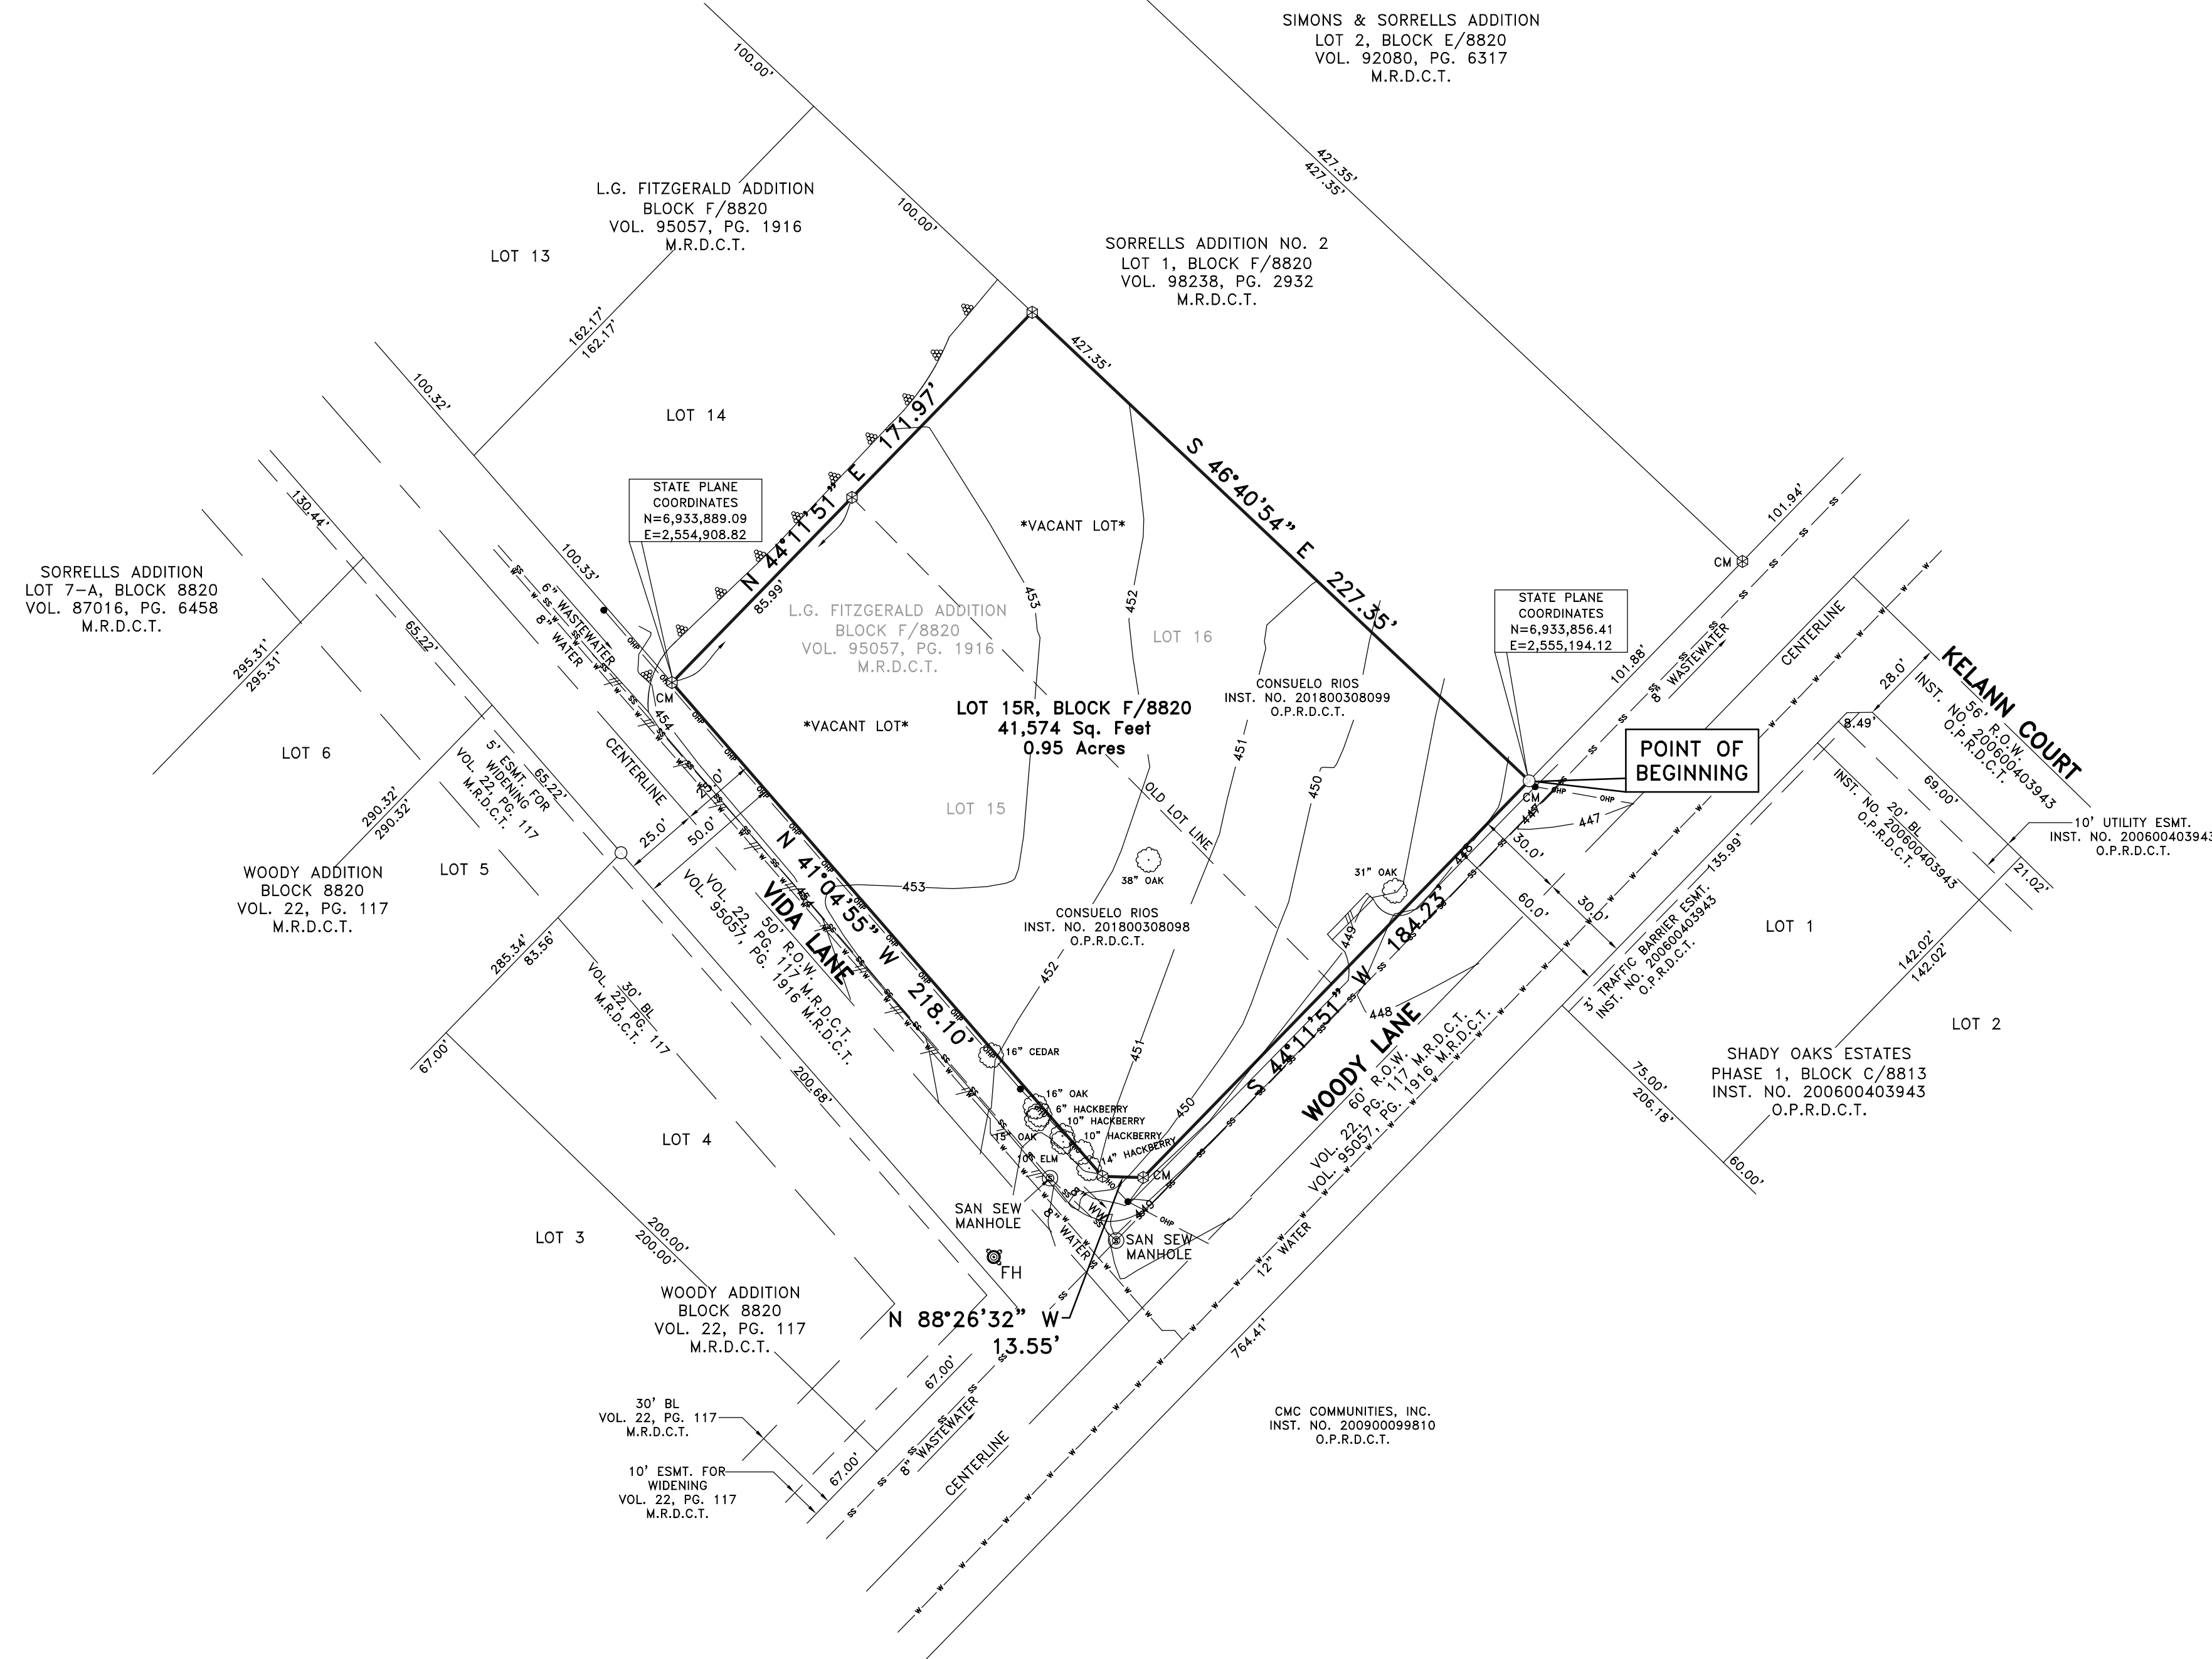 SIMONS & SORRELLS ADDITION
LOT 2, BLOCK E/8820
VOL. 92080, PG. 6317
M.R.D.C.T.
100.00'
427.35'
427.35'
L.G. FITZGERALD ADDITION
BLOCK F/8820
VOL. 95057, PG. 1916
M.R.D.C.T.
LOT 13
100.00'
SORRELLS ADDITION NO. 2
LOT 1, BLOCK F/8820
VOL. 98238, PG. 2932
M.R.D.C.T.
162.17'
162.17'
427.35'
100.32'
LOT 14
N 44°11'51" E 171.97'
S 46°40'54" E 227.35'
STATE PLANE
COORDINATES
N=6,933,889.09
E=2,554,908.82
130.44'
101.94'
*VACANT LOT*
CM
SORRELLS ADDITION
LOT 7-A, BLOCK 8820
VOL. 87016, PG. 6458
M.R.D.C.T.
100.33'
6" WASTEWATER
8" WATER
85.99'
L.G. FITZGERALD ADDITION
BLOCK F/8820
VOL. 95057, PG. 1916
M.R.D.C.T.
453
452
LOT 16
STATE PLANE
COORDINATES
N=6,933,856.41
E=2,555,194.12
CENTERLINE
295.31'
295.31'
65.22'
101.88'
8" WASTEWATER
KELANN COURT
56' R.O.W.
INST. NO. 200600403943
O.P.R.D.C.T.
28.0'
8.49'
CM
454
CONSUELO RIOS
INST. NO. 201800308099
O.P.R.D.C.T.
LOT 15R, BLOCK F/8820
41,574 Sq. Feet
0.95 Acres
*VACANT LOT*
451
450
POINT OF
BEGINNING
LOT 6
5' ESMT. FOR
WIDENING
VOL. 22, PG. 117
M.R.D.C.T.
65.22'
CENTERLINE
LOT 15
OLD LOT LINE
CM
OHP
447
447
69.00'
20' BL
INST. NO. 200600403943
O.P.R.D.C.T.
10' UTILITY ESMT.
INST. NO. 200600403943
O.P.R.D.C.T.
290.32'
290.32'
25.0'
50.0'
N 41°04'55" W 218.10'
30.0'
135.99'
21.02'
WOODY ADDITION
BLOCK 8820
VOL. 22, PG. 117
M.R.D.C.T.
LOT 5
453
38" OAK
31" OAK
448
60.0'
30.0'
VIDA LANE
50' R.O.W.
VOL. 22, PG. 117 M.R.D.C.T.
VOL. 95057, PG. 1916 M.R.D.C.T.
CONSUELO RIOS
INST. NO. 201800308098
O.P.R.D.C.T.
449
S 44°11'51" W 184.23'
3' TRAFFIC BARRIER ESMT.
INST. NO. 200600403943
O.P.R.D.C.T.
LOT 1
142.02'
142.02'
285.34'
83.56'
30' BL
VOL. 22, PG. 117
M.R.D.C.T.
452
448
LOT 2
67.00'
200.68'
16" CEDAR
451
WOODY LANE
60' R.O.W.
VOL. 22, PG. 117 M.R.D.C.T.
VOL. 95057, PG. 1916 M.R.D.C.T.
SHADY OAKS ESTATES
PHASE 1, BLOCK C/8813
INST. NO. 200600403943
O.P.R.D.C.T.
75.00'
206.18'
60.00'
16" OAK
6" HACKBERRY
10" HACKBERRY
15" OAK
10" HACKBERRY
14" HACKBERRY
10" ELM
450
LOT 4
CM
SAN SEW
MANHOLE
8" WW
449
OHP
LOT 3
200.00'
200.00'
8" WATER
SAN SEW
MANHOLE
12" WATER
FH
WOODY ADDITION
BLOCK 8820
VOL. 22, PG. 117
M.R.D.C.T.
N 88°26'32" W
13.55'
764.41'
67.00'
30' BL
VOL. 22, PG. 117
M.R.D.C.T.
8" WASTEWATER
CENTERLINE
CMC COMMUNITIES, INC.
INST. NO. 200900099810
O.P.R.D.C.T.
10' ESMT. FOR
WIDENING
VOL. 22, PG. 117
M.R.D.C.T.
67.00'